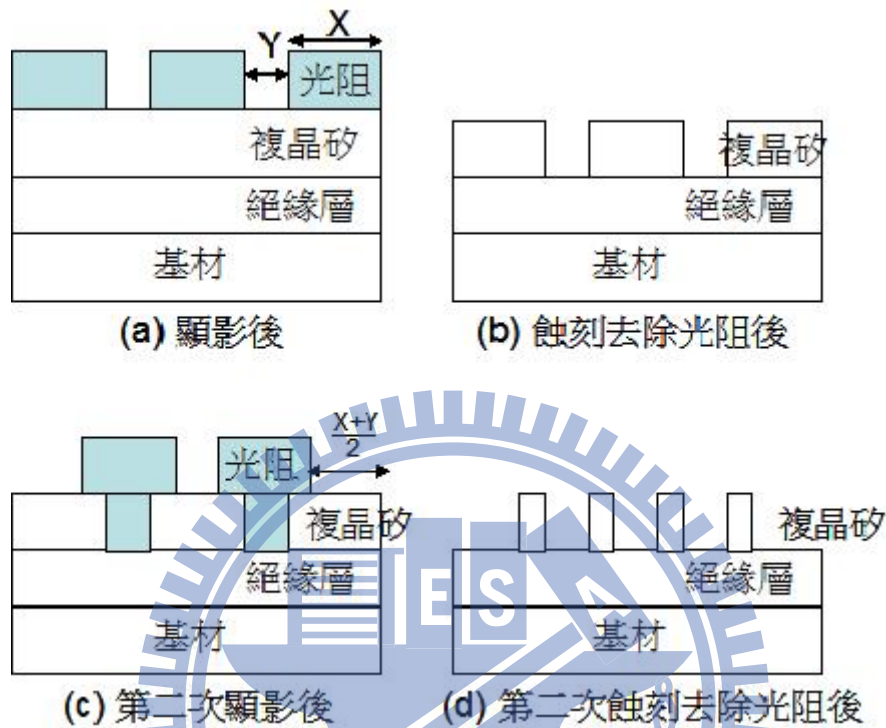 X
Y
光阻
複晶矽
絕緣層
基材
(a) 顯影後
複晶矽
絕緣層
基材
(b) 蝕刻去除光阻後
X+Y
2
光阻
複晶矽
絕緣層
基材
(c) 第二次顯影後
複晶矽
絕緣層
基材
(d) 第二次蝕刻去除光阻後
ESA